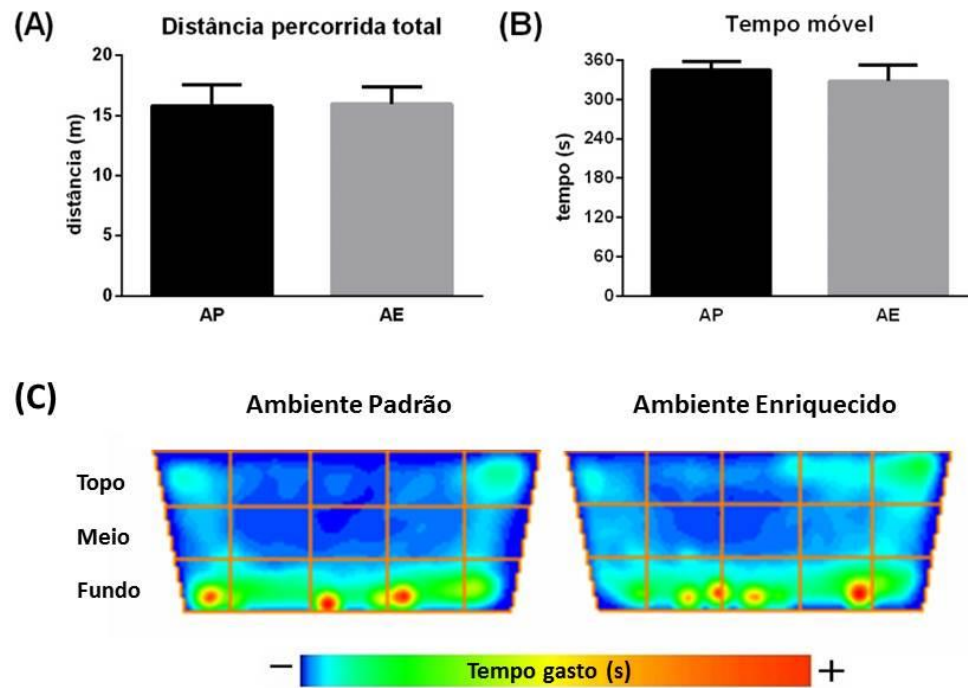 (A)
Distância percorrida total
distância (m)
20
15
10
5
0
AP
AE
(B)
Tempo móvel
tempo (s)
360
300
240
180
120
60
0
AP
AE
(C)
Ambiente Padrão
Ambiente Enriquecido
Topo
Meio
Fundo
− Tempo gasto (s) +